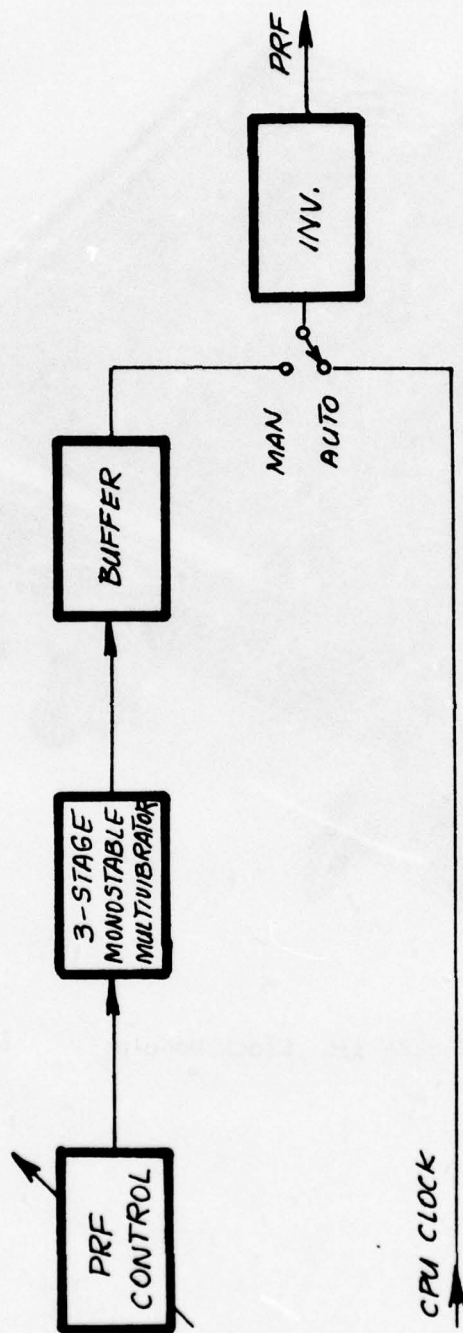 PRF
CONTROL
3-STAGE
MONOSTABLE
MULTIVIBRATOR
BUFFER
MAN
AUTO
INV.
PRF
CPU CLOCK